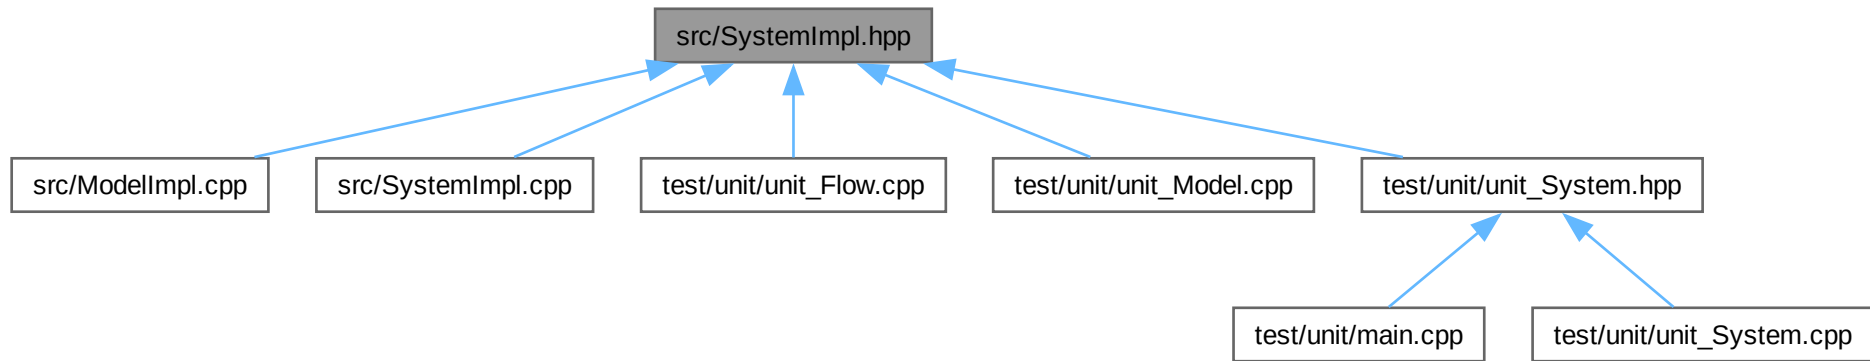 src/SystemImpl.hpp
src/ModelImpl.cpp
src/SystemImpl.cpp
test/unit/unit_Flow.cpp
test/unit/unit_Model.cpp
test/unit/unit_System.hpp
test/unit/main.cpp
test/unit/unit_System.cpp